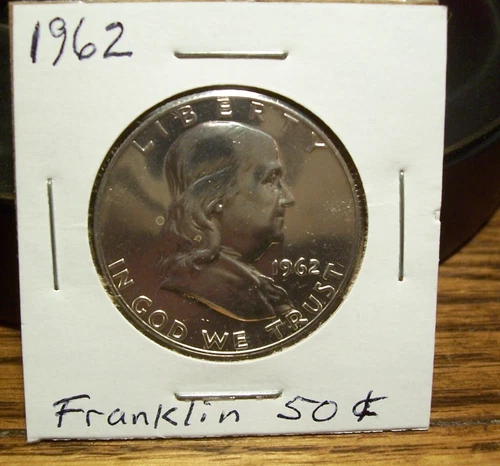 1962
LIBERTY
1962
IN GOD WE TRUST
Franklin 50¢